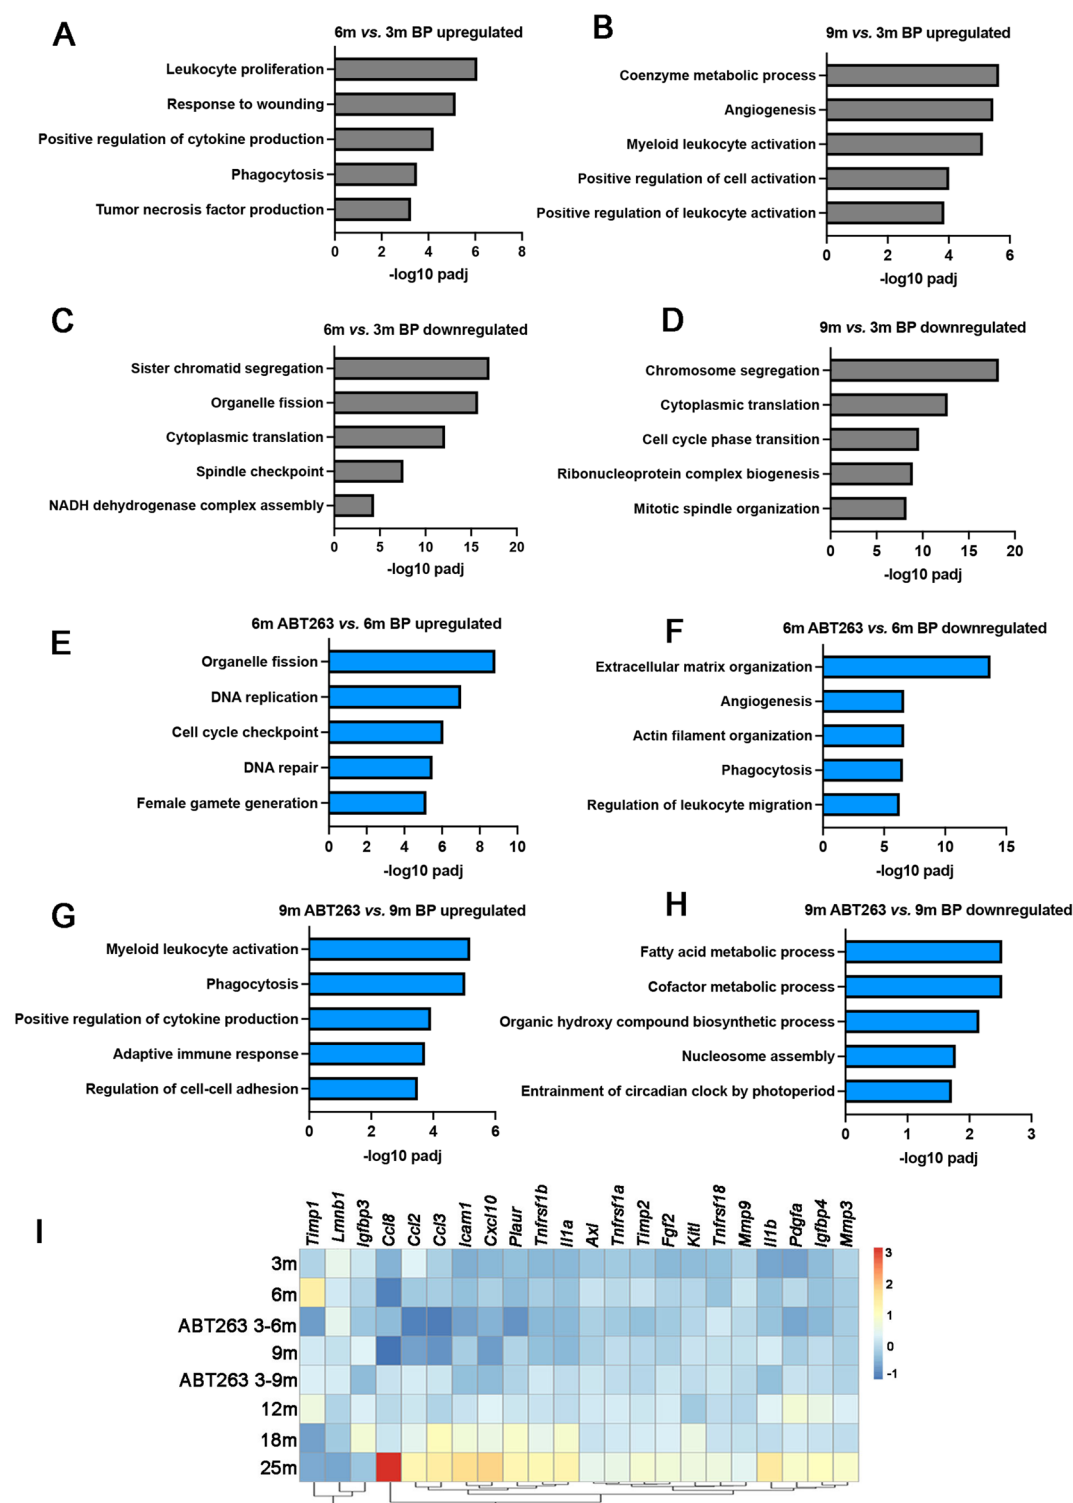 A
6m vs. 3m BP upregulated
Leukocyte proliferation
Response to wounding
Positive regulation of cytokine production
Phagocytosis
Tumor necrosis factor production
0 2 4 6 8
-log10 padj
B
9m vs. 3m BP upregulated
Coenzyme metabolic process
Angiogenesis
Myeloid leukocyte activation
Positive regulation of cell activation
Positive regulation of leukocyte activation
0 2 4 6
-log10 padj
C
6m vs. 3m BP downregulated
Sister chromatid segregation
Organelle fission
Cytoplasmic translation
Spindle checkpoint
NADH dehydrogenase complex assembly
0 5 10 15 20
-log10 padj
D
9m vs. 3m BP downregulated
Chromosome segregation
Cytoplasmic translation
Cell cycle phase transition
Ribonucleoprotein complex biogenesis
Mitotic spindle organization
0 5 10 15 20
-log10 padj
E
6m ABT263 vs. 6m BP upregulated
Organelle fission
DNA replication
Cell cycle checkpoint
DNA repair
Female gamete generation
0 2 4 6 8 10
-log10 padj
F
6m ABT263 vs. 6m BP downregulated
Extracellular matrix organization
Angiogenesis
Actin filament organization
Phagocytosis
Regulation of leukocyte migration
0 5 10 15
-log10 padj
G
9m ABT263 vs. 9m BP upregulated
Myeloid leukocyte activation
Phagocytosis
Positive regulation of cytokine production
Adaptive immune response
Regulation of cell-cell adhesion
0 2 4 6
-log10 padj
H
9m ABT263 vs. 9m BP downregulated
Fatty acid metabolic process
Cofactor metabolic process
Organic hydroxy compound biosynthetic process
Nucleosome assembly
Entrainment of circadian clock by photoperiod
0 1 2 3
-log10 padj
I
Timp1 Lmnb1 Igfbp3 Ccl8 Ccl2 Ccl3 Icam1 Cxcl10 Plaur Tnfrsf1b Il1a Axl Tnfrsf1a Timp2 Fgf2 Kitl Tnfrsf18 Mmp9 Il1b Pdgfa Igfbp4 Mmp3
3m
6m
ABT263 3-6m
9m
ABT263 3-9m
12m
18m
25m
3
2
1
0
-1